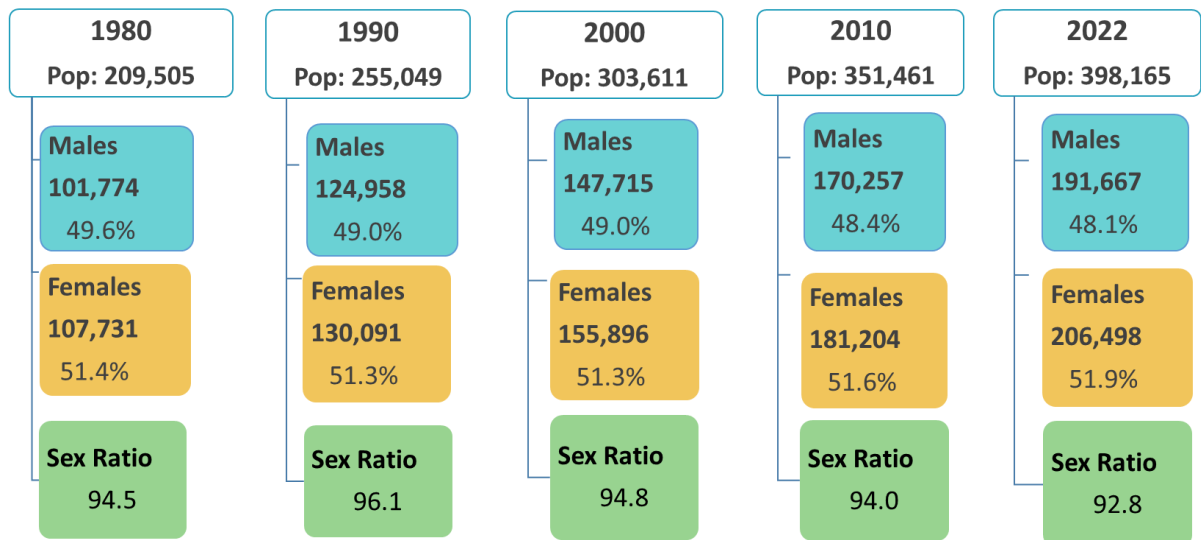 1980
Pop: 209,505
Males
101,774
49.6%
Females
107,731
51.4%
Sex Ratio
94.5
1990
Pop: 255,049
Males
124,958
49.0%
Females
130,091
51.3%
Sex Ratio
96.1
2000
Pop: 303,611
Males
147,715
49.0%
Females
155,896
51.3%
Sex Ratio
94.8
2010
Pop: 351,461
Males
170,257
48.4%
Females
181,204
51.6%
Sex Ratio
94.0
2022
Pop: 398,165
Males
191,667
48.1%
Females
206,498
51.9%
Sex Ratio
92.8